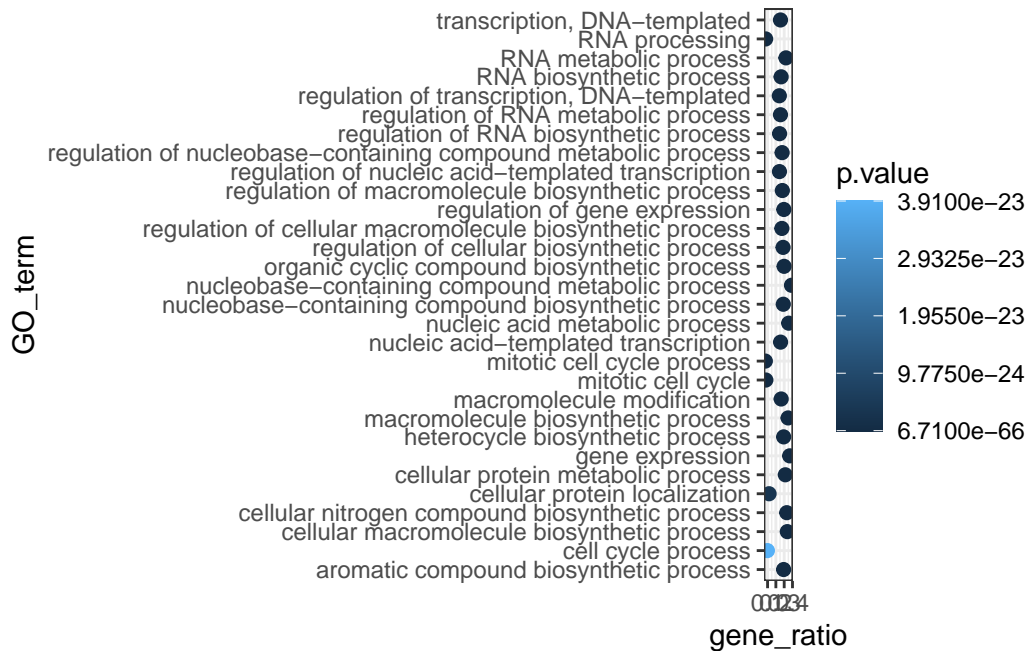 transcription, DNA−templated
RNA processing
RNA metabolic process
RNA biosynthetic process
regulation of transcription, DNA−templated
regulation of RNA metabolic process
regulation of RNA biosynthetic process
regulation of nucleobase−containing compound metabolic process
regulation of nucleic acid−templated transcription
regulation of macromolecule biosynthetic process
regulation of gene expression
regulation of cellular macromolecule biosynthetic process
regulation of cellular biosynthetic process
organic cyclic compound biosynthetic process
nucleobase−containing compound metabolic process
nucleobase−containing compound biosynthetic process
nucleic acid metabolic process
nucleic acid−templated transcription
mitotic cell cycle process
mitotic cell cycle
macromolecule modification
macromolecule biosynthetic process
heterocycle biosynthetic process
gene expression
cellular protein metabolic process
cellular protein localization
cellular nitrogen compound biosynthetic process
cellular macromolecule biosynthetic process
cell cycle process
aromatic compound biosynthetic process
GO_term
gene_ratio
p.value
3.9100e−23
2.9325e−23
1.9550e−23
9.7750e−24
6.7100e−66